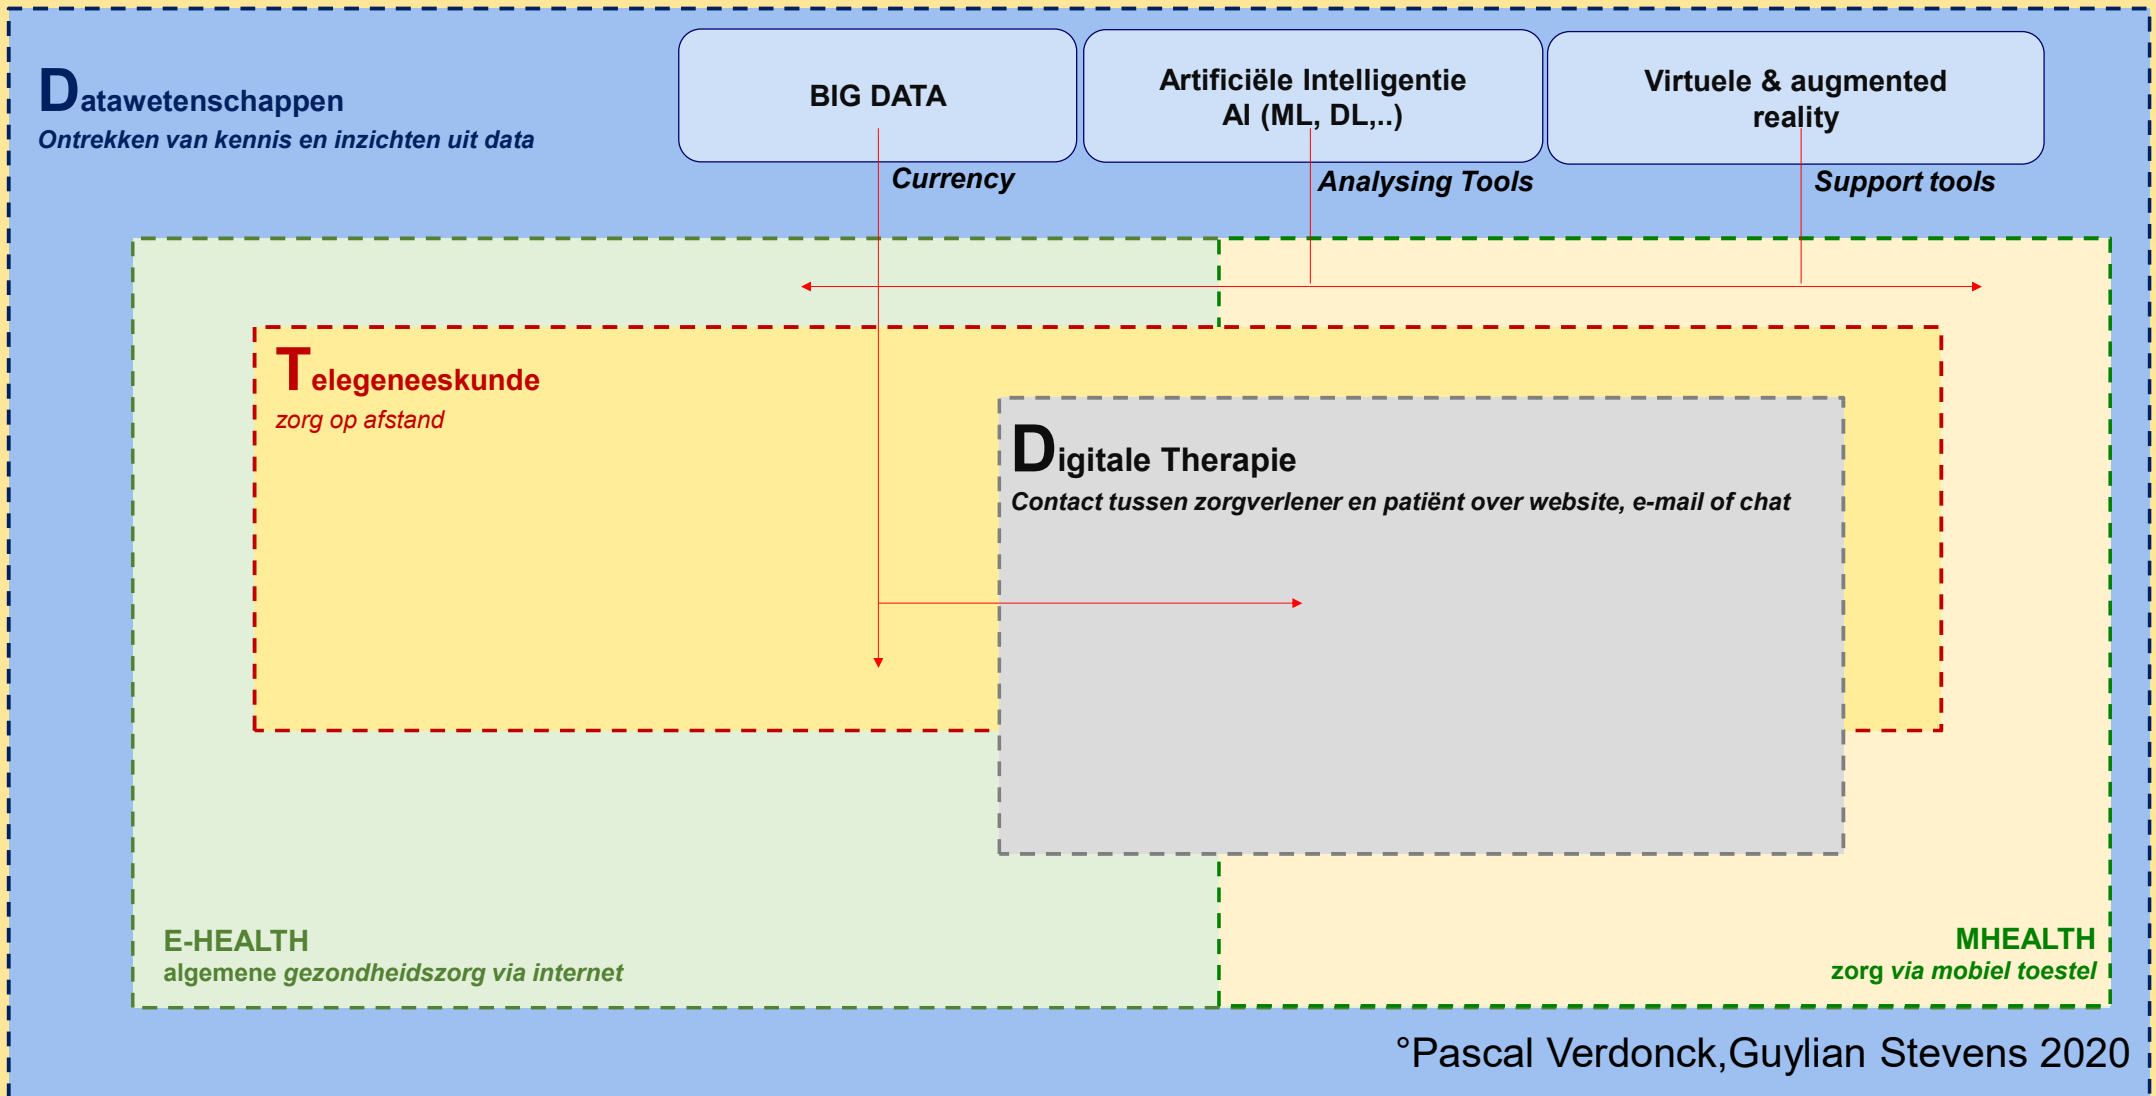 Datawetenschappen
Ontrekken van kennis en inzichten uit data
BIG DATA
Artificiële Intelligentie
AI (ML, DL,..)
Virtuele & augmented
reality
Currency
Analysing Tools
Support tools
Telegeneeskunde
zorg op afstand
Digitale Therapie
Contact tussen zorgverlener en patiënt over website, e-mail of chat
E-HEALTH
algemene gezondheidszorg via internet
MHEALTH
zorg via mobiel toestel
°Pascal Verdonck,Guylian Stevens 2020